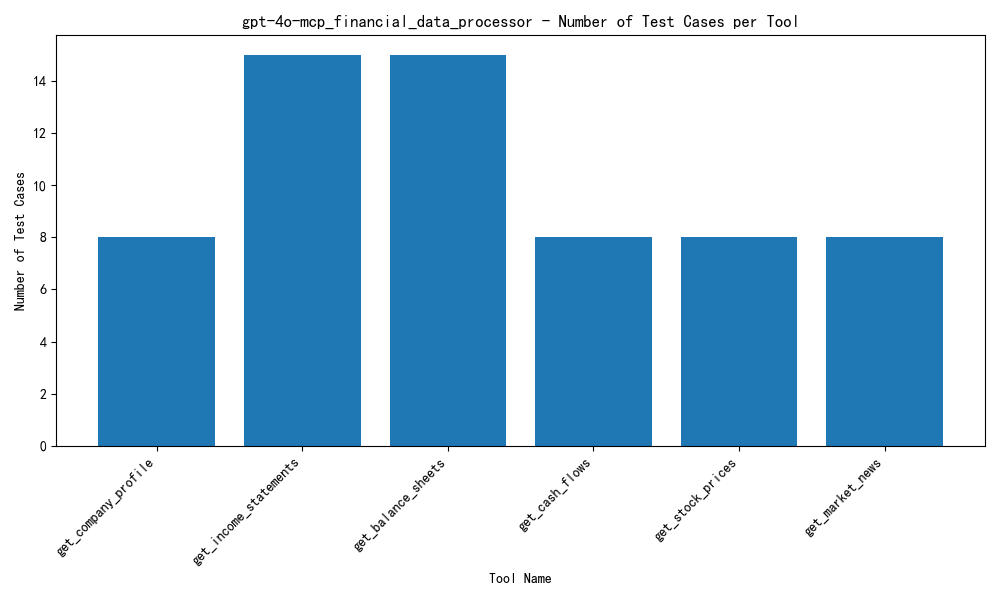 gpt-4o-mcp_financial_data_processor - Number of Test Cases per Tool
Number of Test Cases
14
12
10
8
6
4
2
0
get_company_profile
get_income_statements
get_balance_sheets
get_cash_flows
get_stock_prices
get_market_news
Tool Name